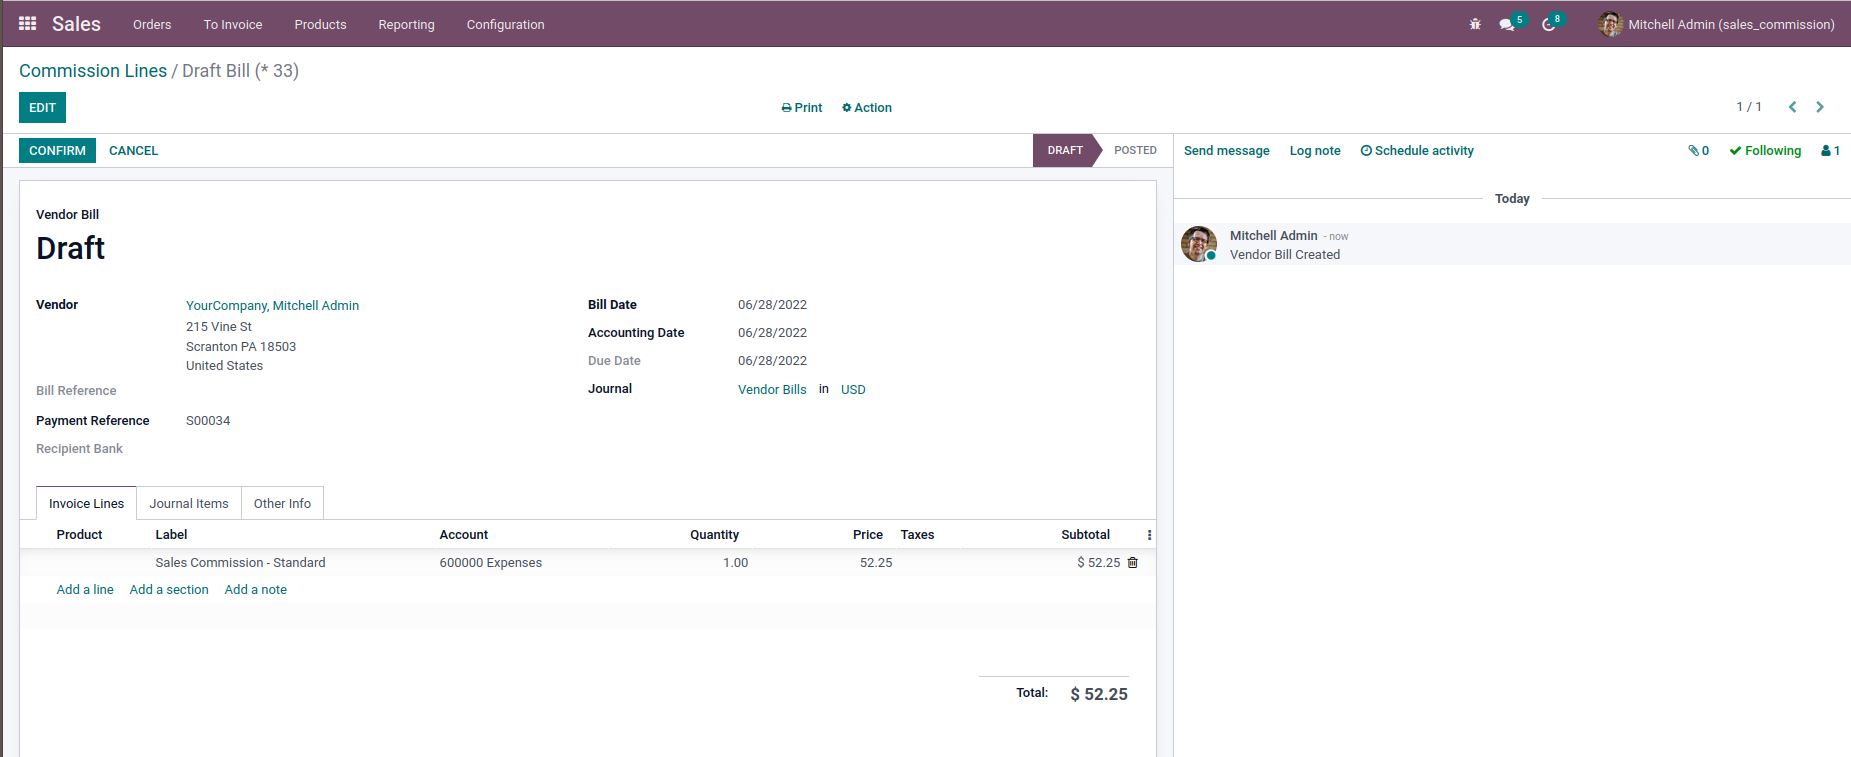 Sales Orders To Invoice Products Reporting Configuration 5 8 Mitchell Admin (sales_commission)
Commission Lines / Draft Bill (* 33)
EDIT Print Action 1 / 1
CONFIRM CANCEL DRAFT POSTED Send message Log note Schedule activity 0 Following 1
Today
Mitchell Admin - now
Vendor Bill Created
Vendor Bill
Draft
Vendor YourCompany, Mitchell Admin
215 Vine St
Scranton PA 18503
United States
Bill Reference
Payment Reference S00034
Recipient Bank
Bill Date 06/28/2022
Accounting Date 06/28/2022
Due Date 06/28/2022
Journal Vendor Bills in USD
Invoice Lines Journal Items Other Info
Product Label Account Quantity Price Taxes Subtotal
Sales Commission - Standard 600000 Expenses 1.00 52.25 $ 52.25
Add a line Add a section Add a note
Total: $ 52.25